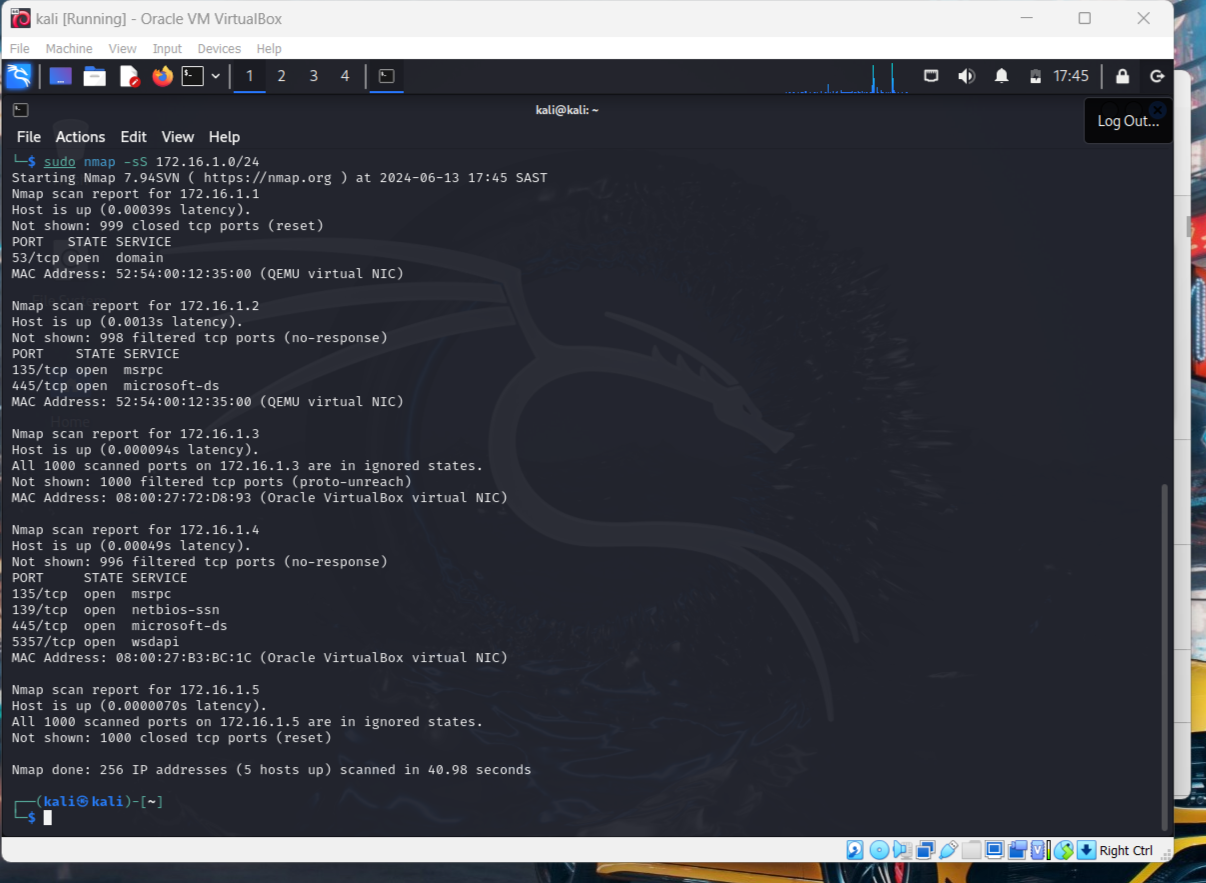 kali [Running] - Oracle VM VirtualBox
File Machine View Input Devices Help
1 2 3 4 17:45
kali@kali: ~
Log Out...
File Actions Edit View Help
└─$ sudo nmap -sS 172.16.1.0/24
Starting Nmap 7.94SVN ( https://nmap.org ) at 2024-06-13 17:45 SAST
Nmap scan report for 172.16.1.1
Host is up (0.00039s latency).
Not shown: 999 closed tcp ports (reset)
PORT   STATE SERVICE
53/tcp open  domain
MAC Address: 52:54:00:12:35:00 (QEMU virtual NIC)
Nmap scan report for 172.16.1.2
Host is up (0.0013s latency).
Not shown: 998 filtered tcp ports (no-response)
PORT    STATE SERVICE
135/tcp open  msrpc
445/tcp open  microsoft-ds
MAC Address: 52:54:00:12:35:00 (QEMU virtual NIC)
Home
Nmap scan report for 172.16.1.3
Host is up (0.000094s latency).
All 1000 scanned ports on 172.16.1.3 are in ignored states.
Not shown: 1000 filtered tcp ports (proto-unreach)
MAC Address: 08:00:27:72:D8:93 (Oracle VirtualBox virtual NIC)
Nmap scan report for 172.16.1.4
Host is up (0.00049s latency).
Not shown: 996 filtered tcp ports (no-response)
PORT     STATE SERVICE
135/tcp  open  msrpc
139/tcp  open  netbios-ssn
445/tcp  open  microsoft-ds
5357/tcp open  wsdapi
MAC Address: 08:00:27:B3:BC:1C (Oracle VirtualBox virtual NIC)
Nmap scan report for 172.16.1.5
Host is up (0.0000070s latency).
All 1000 scanned ports on 172.16.1.5 are in ignored states.
Not shown: 1000 closed tcp ports (reset)
Nmap done: 256 IP addresses (5 hosts up) scanned in 40.98 seconds
┌──(kali㉿kali)-[~]
└─$
Right Ctrl